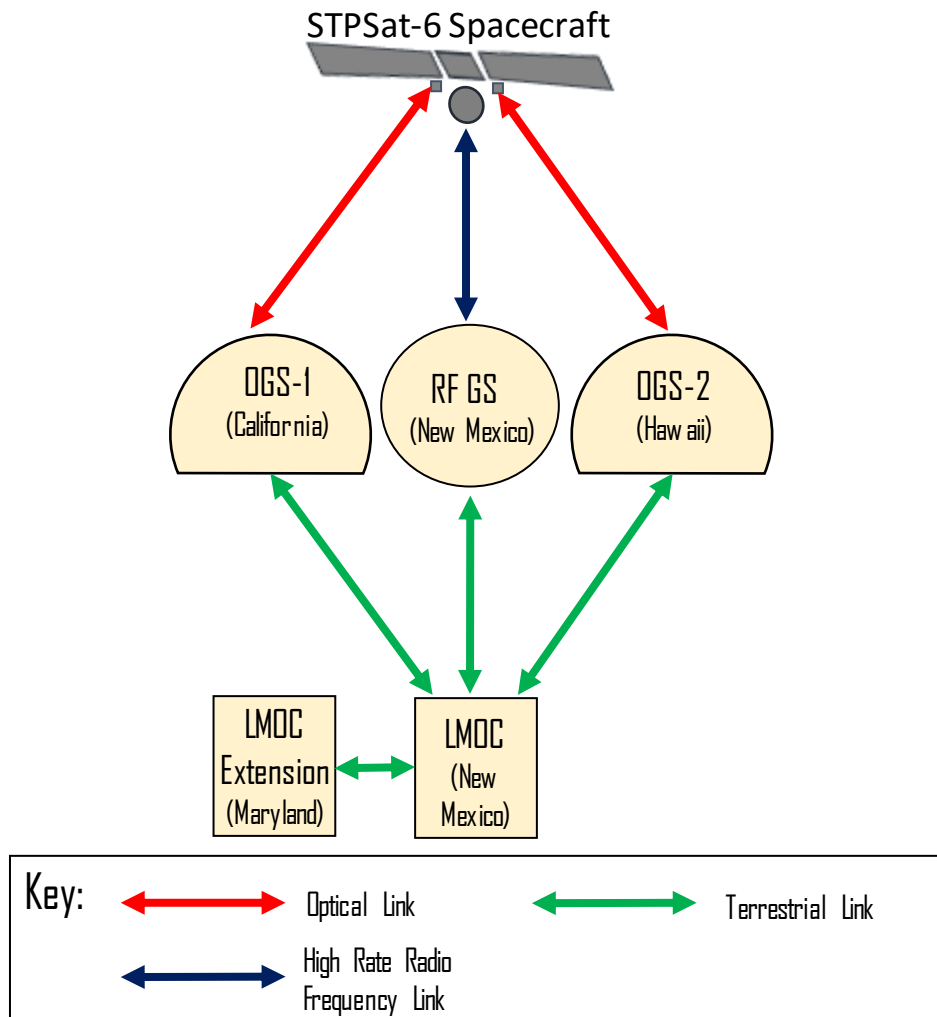 STPSat-6 Spacecraft
OGS-1
(California)
RF GS
(New Mexico)
OGS-2
(Hawaii)
LMOC
Extension
(Maryland)
LMOC
(New
Mexico)
Key:
Optical Link
Terrestrial Link
High Rate Radio
Frequency Link